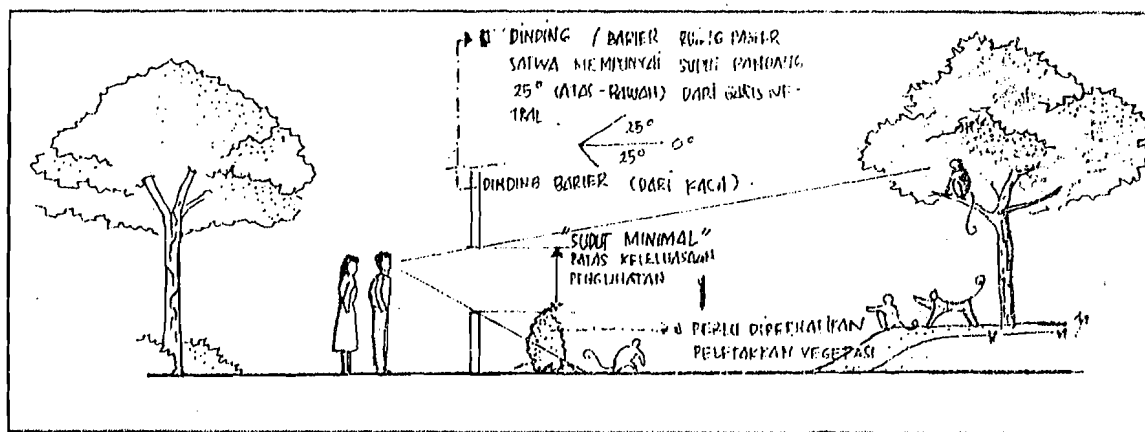 DINDING / BARIER RUANG PAMER
SATWA MEMPUNYAI SUDUT PANDANG
25° (ATAS-BAWAH) DARI GARIS NE-
TRAL
25°
25° 0°
DINDING BARIER (DARI KACA).
"SUDUT MINIMAL"
BATAS KELELUASAAN
PENGLIHATAN
PERLU DIPERHATIKAN
PELETAKKAN VEGETASI